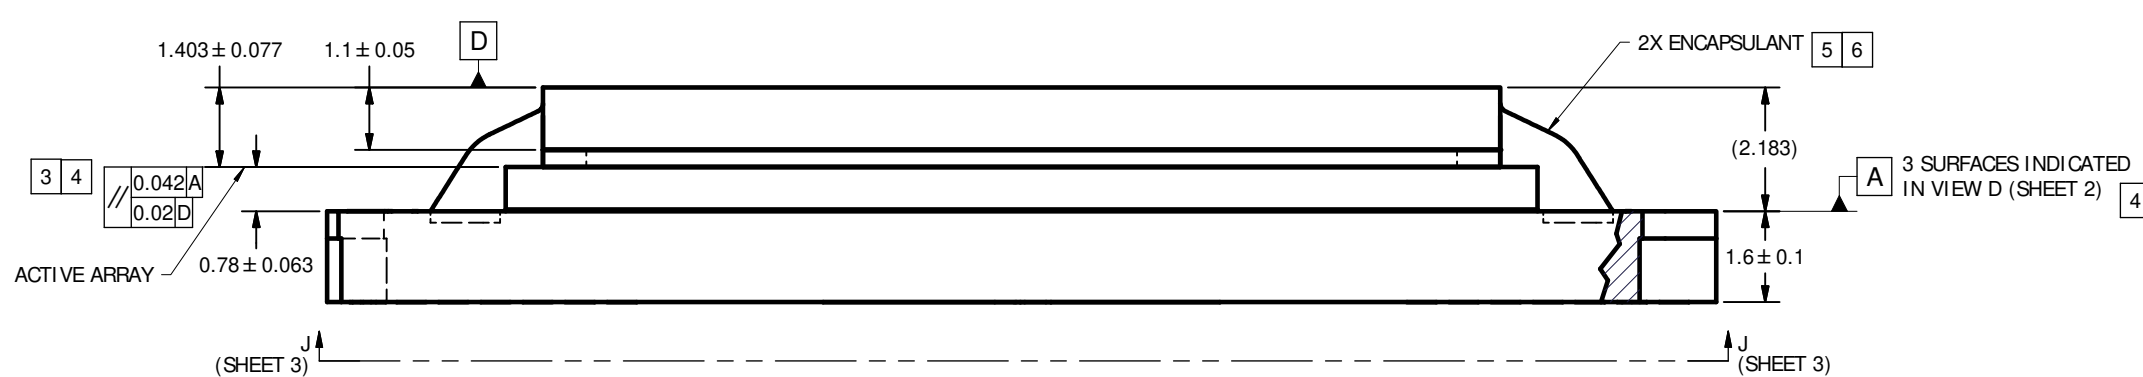 1.403 ± 0.077
1.1 ± 0.05
D
2X ENCAPSULANT 5 6
(2.183)
3 4
// 0.042 A
0.02 D
A 3 SURFACES INDICATED
IN VIEW D (SHEET 2) 4
ACTIVE ARRAY
0.78 ± 0.063
1.6 ± 0.1
J
(SHEET 3)
J
(SHEET 3)